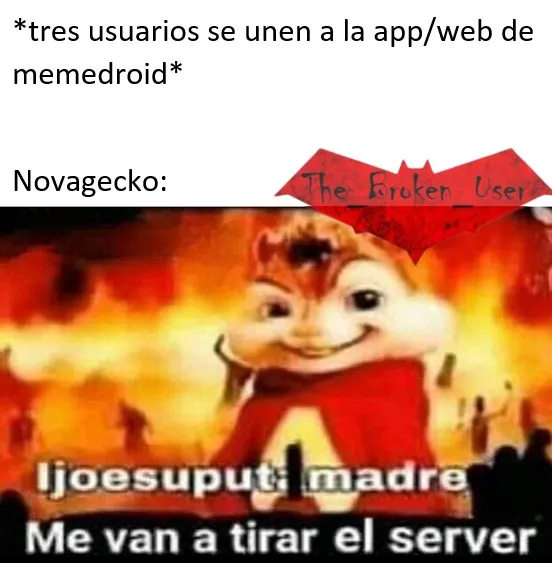 *tres usuarios se unen a la app/web de
memedroid*
Novagecko:
The_Broken_User
Ijoesuputa madre
Me van a tirar el server